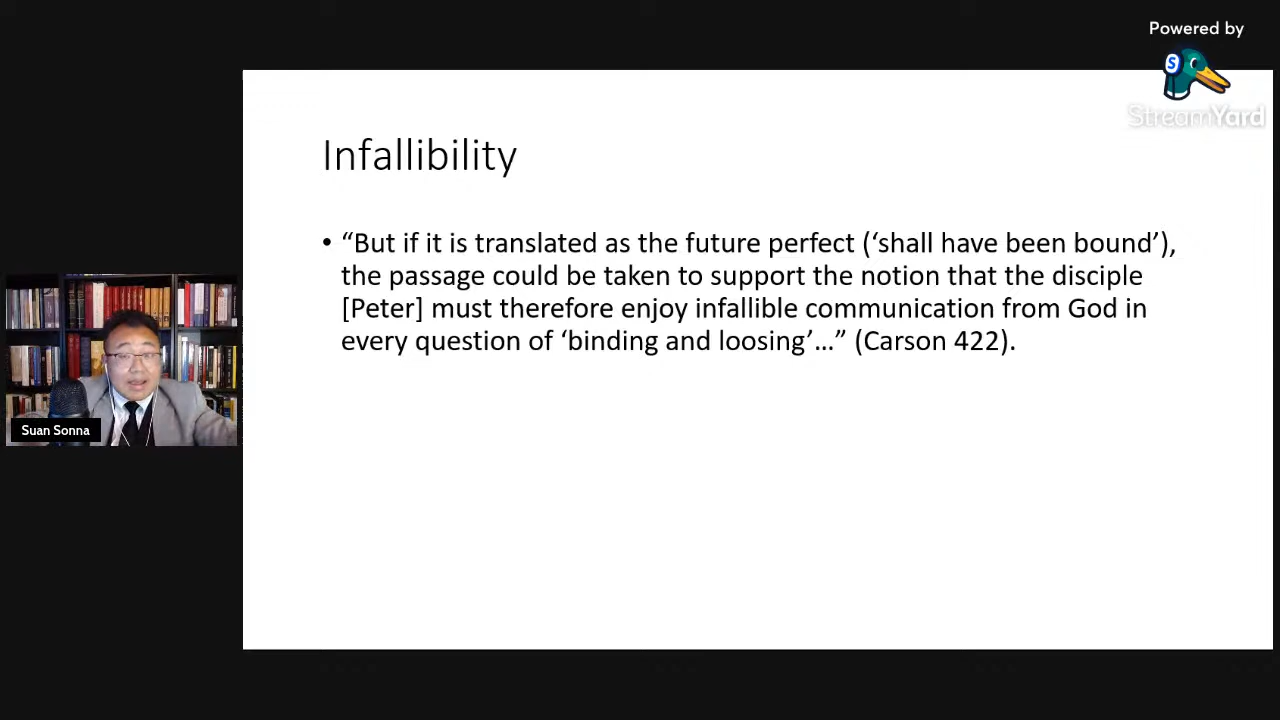 Powered by
StreamYard
Infallibility
• “But if it is translated as the future perfect (‘shall have been bound’),
the passage could be taken to support the notion that the disciple
[Peter] must therefore enjoy infallible communication from God in
every question of ‘binding and loosing’…” (Carson 422).
Suan Sonna